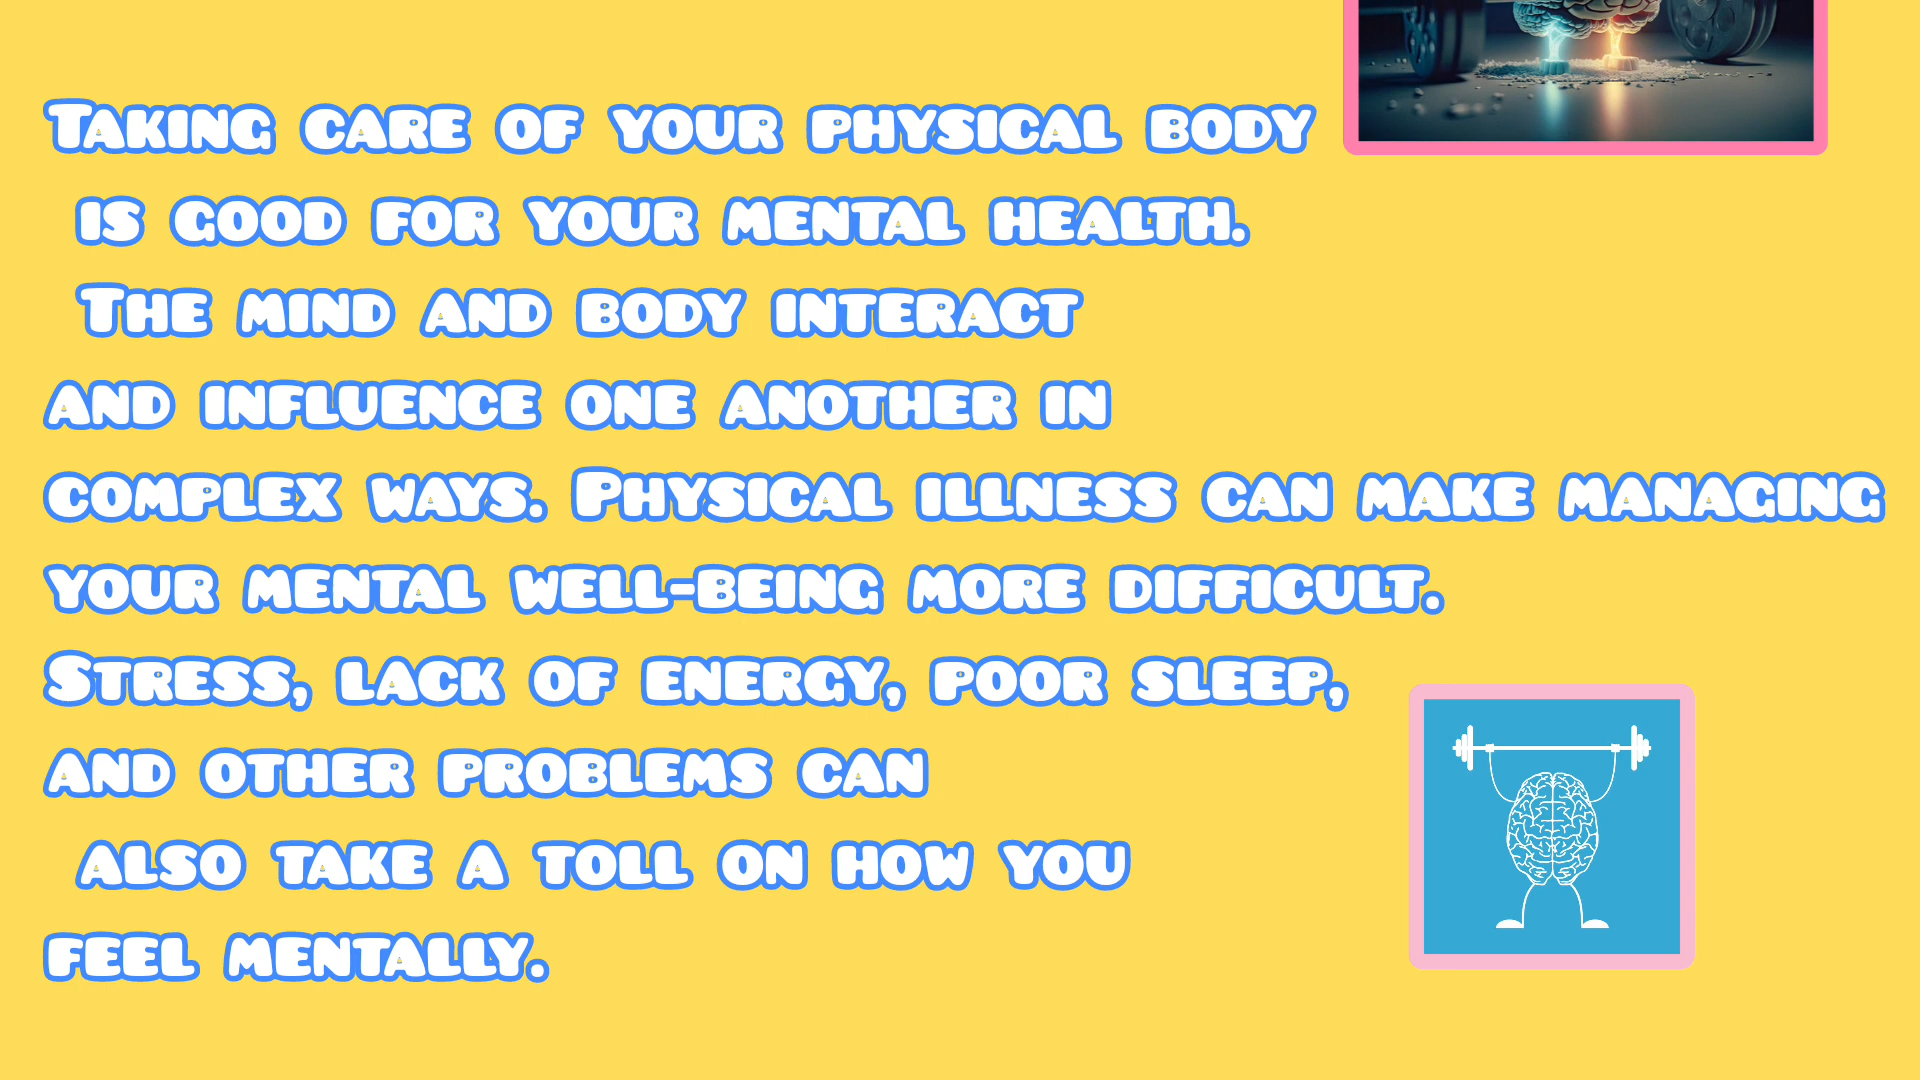 Taking care of your physical body
is good for your mental health.
The mind and body interact
and influence one another in
complex ways. Physical illness can make managing
your mental well-being more difficult.
Stress, lack of energy, poor sleep,
and other problems can
also take a toll on how you
feel mentally.